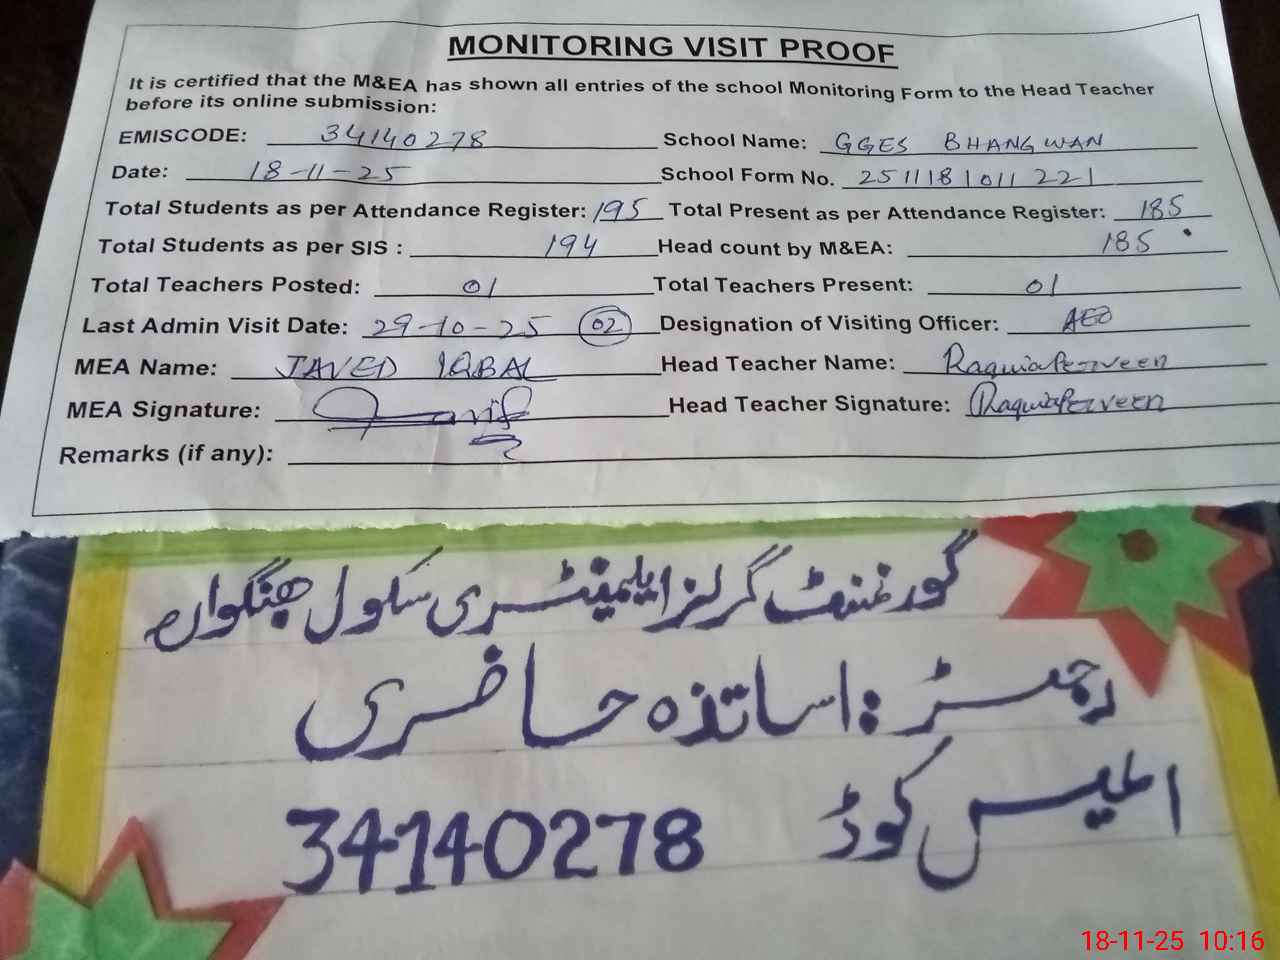 MONITORING VISIT PROOF
It is certified that the M&EA has shown all entries of the school Monitoring Form to the Head Teacher
before its online submission:
EMISCODE: 34140278 School Name: GGES BHANGWAN
Date: 18-11-25 School Form No. 2511181011221
Total Students as per Attendance Register: 195 Total Present as per Attendance Register: 185
Total Students as per SIS : 194 Head count by M&EA: 185
Total Teachers Posted: 01 Total Teachers Present: 01
Last Admin Visit Date: 29-10-25 02 Designation of Visiting Officer: AEO
MEA Name: JAVED IQBAL Head Teacher Name: Raquia Perveen
MEA Signature: Head Teacher Signature: Raquia Perveen
Remarks (if any):
گورنمنٹ گرلز ایلیمنٹری سکول بھنگواں
رجسٹر: اساتذہ حاضری
ایمیس کوڈ 34140278
18-11-25 10:16